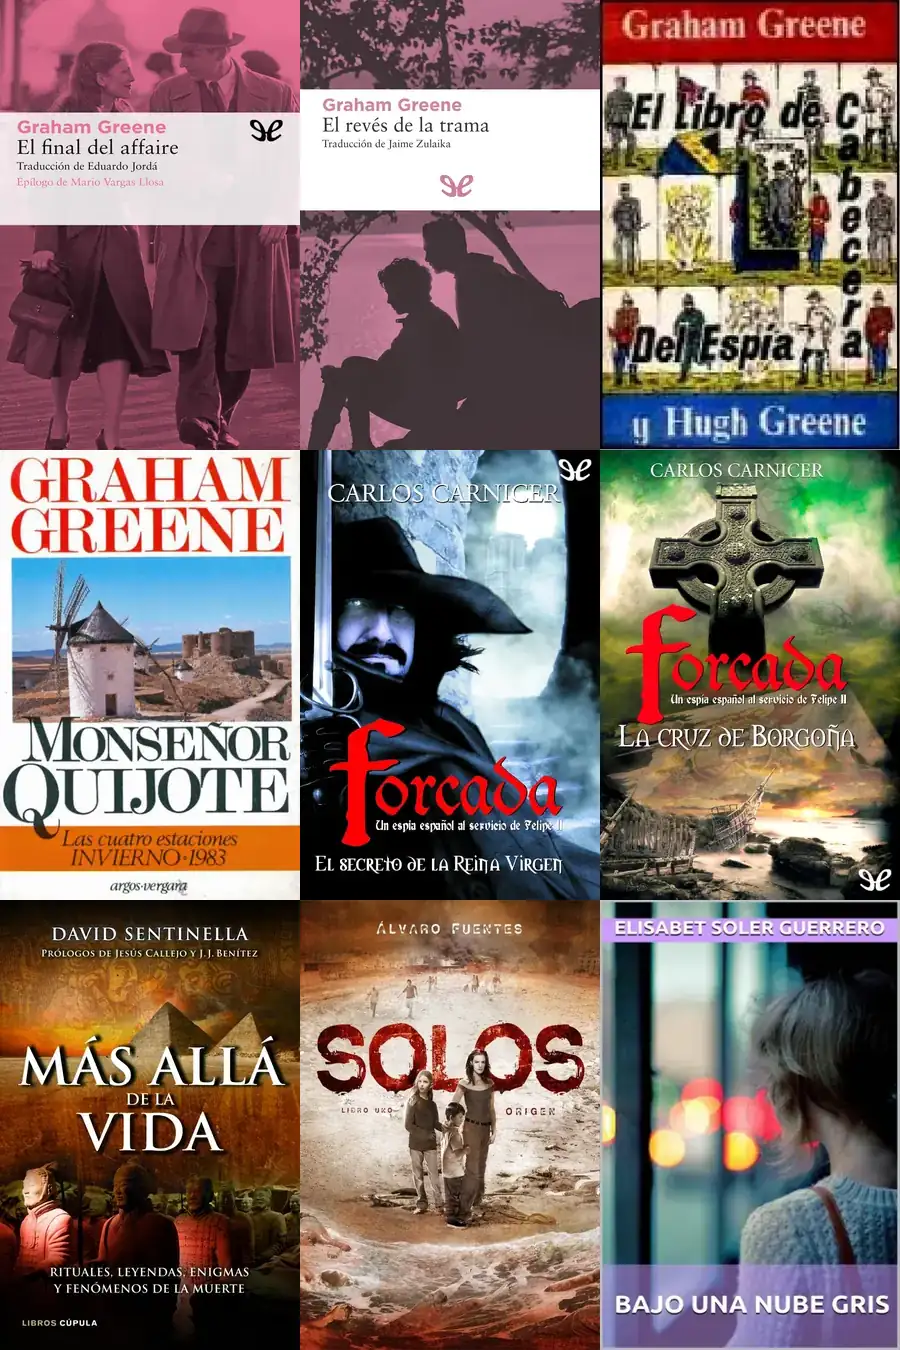 Graham Greene
El final del affaire
Traducción de Eduardo Jordá
Epílogo de Mario Vargas Llosa
Graham Greene
El revés de la trama
Traducción de Jaime Zulaika
Graham Greene
El Libro de Cabecera
Del Espía
y Hugh Greene
GRAHAM
GREENE
MONSEÑOR
QUIJOTE
Las cuatro estaciones
INVIERNO·1983
argos-vergara
CARLOS CARNICER
forcada
Un espía español al servicio de Felipe II
EL SECRETO DE LA REINA VIRGEN
CARLOS CARNICER
forcada
Un espía español al servicio de Felipe II
LA CRUZ DE BORGOÑA
DAVID SENTINELLA
PRÓLOGOS DE JESÚS CALLEJO Y J.J. BENÍTEZ
MÁS ALLÁ
DE LA
VIDA
RITUALES, LEYENDAS, ENIGMAS
Y FENÓMENOS DE LA MUERTE
LIBROS CÚPULA
ÁLVARO FUENTES
SOLOS
LIBRO UNO ORIGEN
ELISABET SOLER GUERRERO
BAJO UNA NUBE GRIS